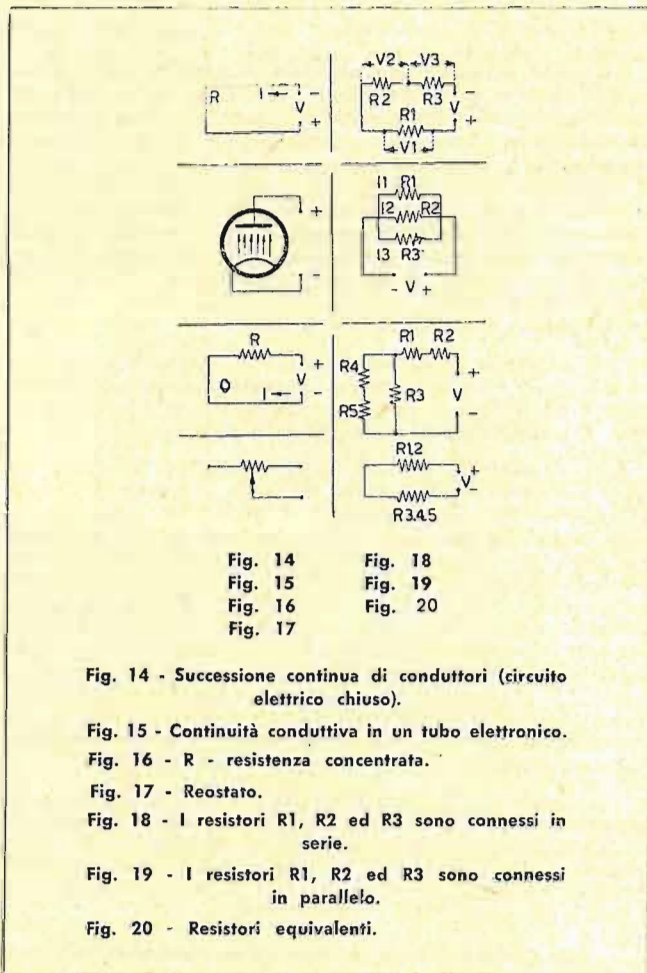 R I ← V - +
V2 V3
R2 R3 -
R1 V
V1 +
+
-
I1 R1
I2 R2
I3 R3
- V +
R
+
V
O I ← -
R1 R2
R4 +
R3 V
R5 -
R1,2
+
V
-
R3.4.5
Fig. 14 Fig. 18
Fig. 15 Fig. 19
Fig. 16 Fig. 20
Fig. 17
Fig. 14 - Successione continua di conduttori (circuito
elettrico chiuso).
Fig. 15 - Continuità conduttiva in un tubo elettronico.
Fig. 16 - R - resistenza concentrata.
Fig. 17 - Reostato.
Fig. 18 - I resistori R1, R2 ed R3 sono connessi in
serie.
Fig. 19 - I resistori R1, R2 ed R3 sono connessi
in parallelo.
Fig. 20 - Resistori equivalenti.